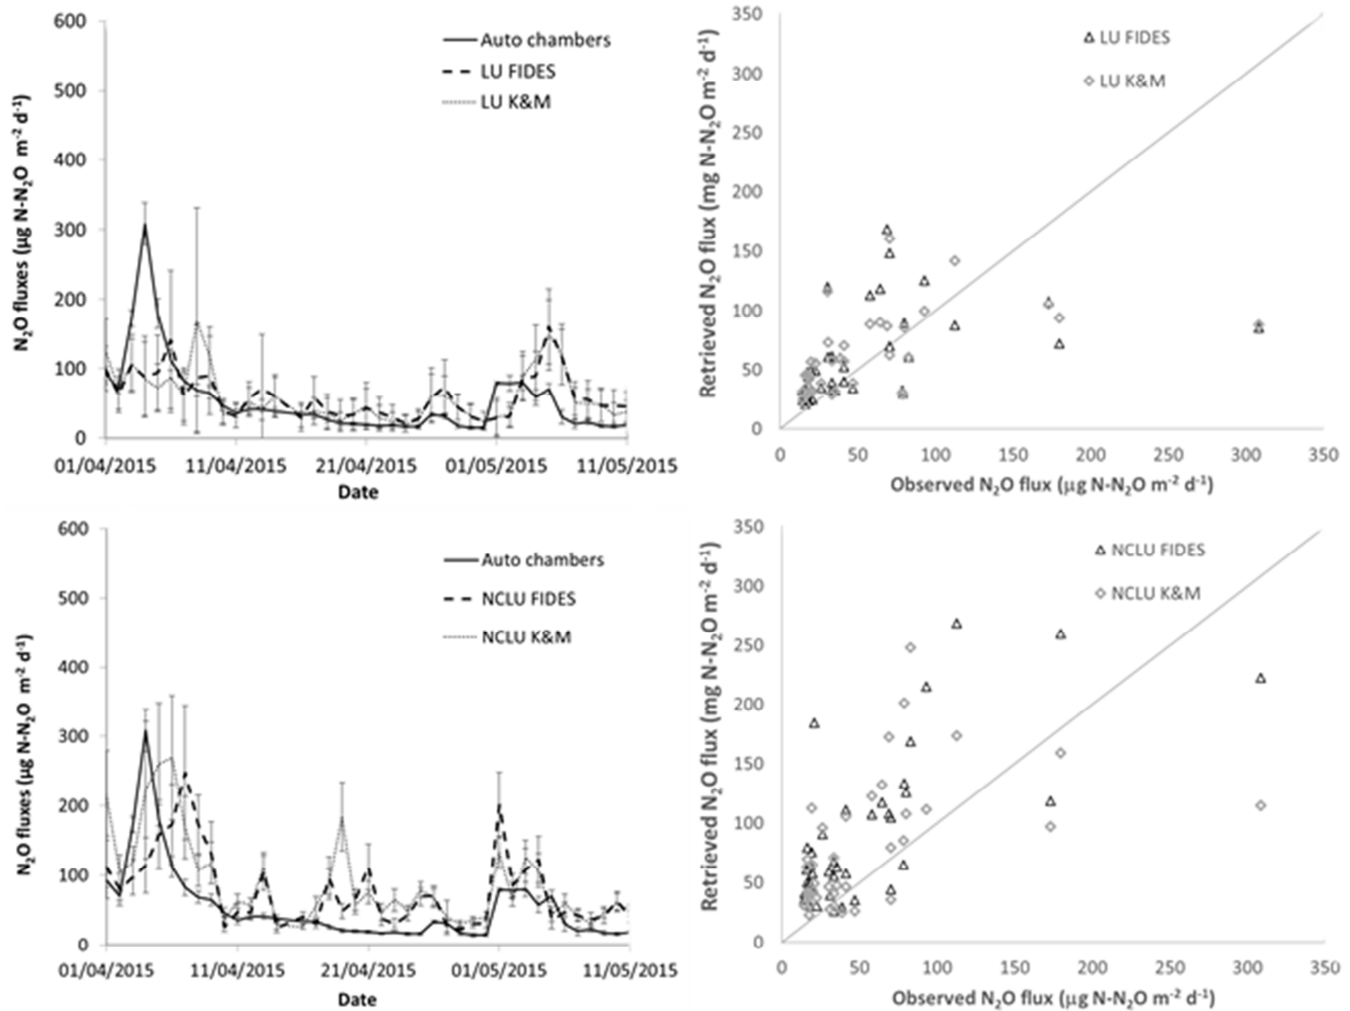 600
500
400
300
200
100
0
N₂O fluxes (µg N-N₂O m⁻² d⁻¹)
Auto chambers
LU FIDES
LU K&M
01/04/2015 11/04/2015 21/04/2015 01/05/2015 11/05/2015
Date
350
300
250
200
150
100
50
0
Retrieved N₂O flux (mg N-N₂O m⁻² d⁻¹)
LU FIDES
LU K&M
0 50 100 150 200 250 300 350
Observed N₂O flux (µg N-N₂O m⁻² d⁻¹)
600
500
400
300
200
100
0
N₂O fluxes (µg N-N₂O m⁻² d⁻¹)
Auto chambers
NCLU FIDES
NCLU K&M
01/04/2015 11/04/2015 21/04/2015 01/05/2015 11/05/2015
Date
350
300
250
200
150
100
50
0
Retrieved N₂O flux (mg N-N₂O m⁻² d⁻¹)
NCLU FIDES
NCLU K&M
0 50 100 150 200 250 300 350
Observed N₂O flux (µg N-N₂O m⁻² d⁻¹)